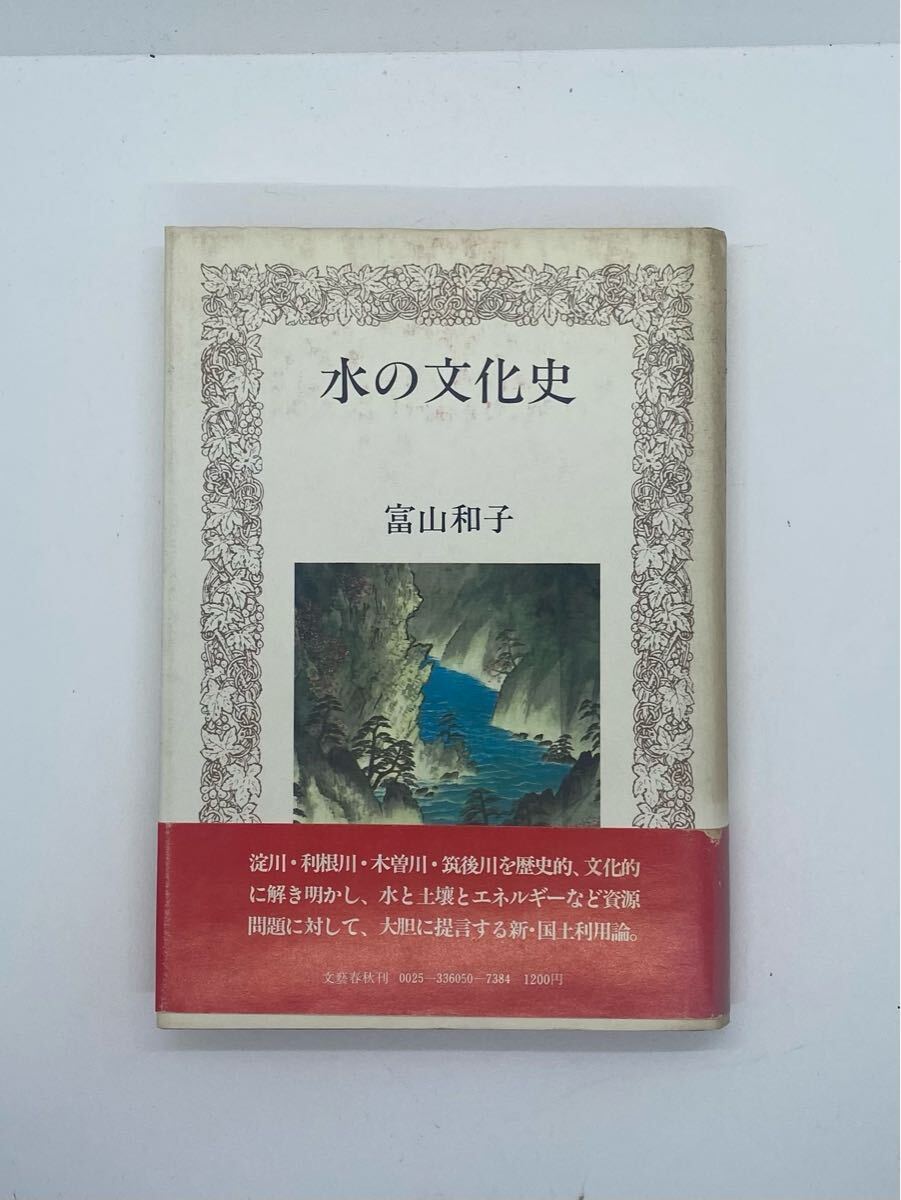 水の文化史
富山和子
淀川・利根川・木曽川・筑後川を歴史的、文化的
に解き明かし、水と土壌とエネルギーなど資源
問題に対して、大胆に提言する新・国土利用論。
文藝春秋刊 0025—336050—7384 1200円